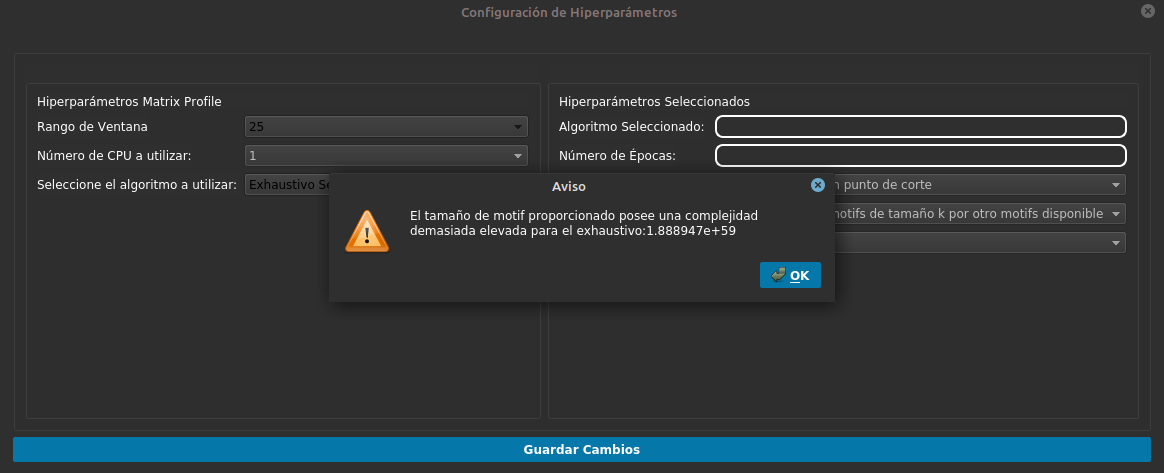 Configuración de Hiperparámetros
Hiperparámetros Matrix Profile
Rango de Ventana
25
Número de CPU a utilizar:
1
Seleccione el algoritmo a utilizar:
Exhaustivo
Hiperparámetros Seleccionados
Algoritmo Seleccionado:
Número de Épocas:
punto de corte
de tamaño k por otro motifs disponible
Aviso
El tamaño de motif proporcionado posee una complejidad
demasiada elevada para el exhaustivo:1.888947e+59
OK
Guardar Cambios